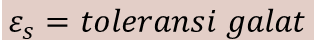 εₛ = toleransi galat